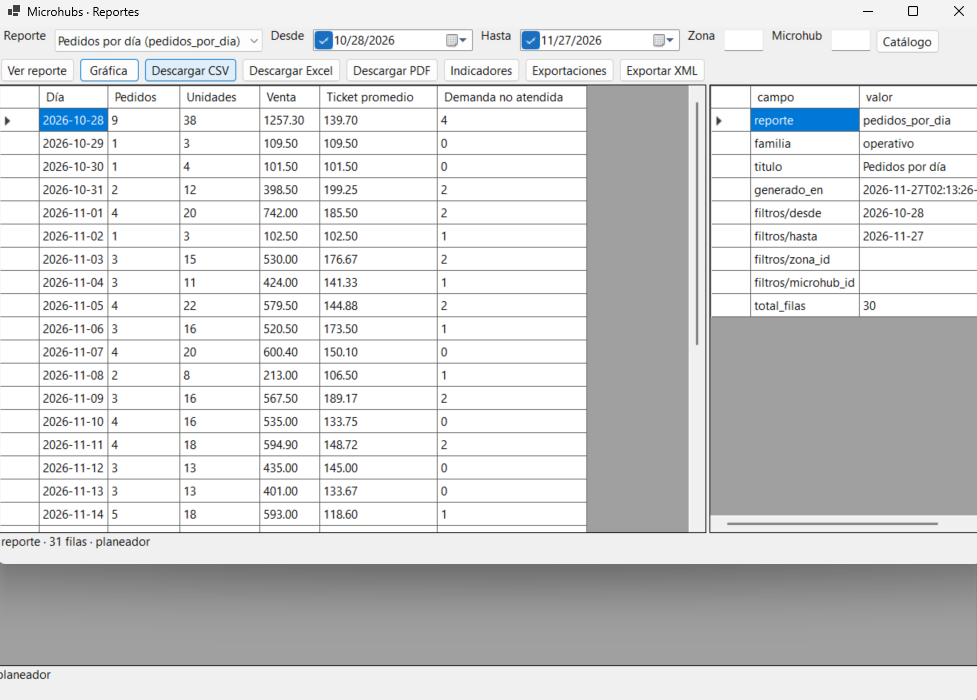 Microhubs · Reportes
Reporte Pedidos por día (pedidos_por_dia) Desde 10/28/2026 Hasta 11/27/2026 Zona Microhub Catálogo
Ver reporte Gráfica Descargar CSV Descargar Excel Descargar PDF Indicadores Exportaciones Exportar XML
Día Pedidos Unidades Venta Ticket promedio Demanda no atendida
2026-10-28 9 38 1257.30 139.70 4
2026-10-29 1 3 109.50 109.50 0
2026-10-30 1 4 101.50 101.50 0
2026-10-31 2 12 398.50 199.25 2
2026-11-01 4 20 742.00 185.50 2
2026-11-02 1 3 102.50 102.50 1
2026-11-03 3 15 530.00 176.67 2
2026-11-04 3 11 424.00 141.33 1
2026-11-05 4 22 579.50 144.88 2
2026-11-06 3 16 520.50 173.50 1
2026-11-07 4 20 600.40 150.10 0
2026-11-08 2 8 213.00 106.50 1
2026-11-09 3 16 567.50 189.17 2
2026-11-10 4 16 535.00 133.75 0
2026-11-11 4 18 594.90 148.72 2
2026-11-12 3 13 435.00 145.00 0
2026-11-13 3 13 401.00 133.67 0
2026-11-14 5 18 593.00 118.60 1
campo valor
reporte pedidos_por_dia
familia operativo
titulo Pedidos por día
generado_en 2026-11-27T02:13:26-
filtros/desde 2026-10-28
filtros/hasta 2026-11-27
filtros/zona_id
filtros/microhub_id
total_filas 30
reporte · 31 filas · planeador
planeador